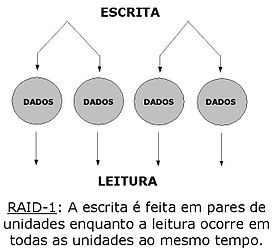 ESCRITA
DADOS DADOS DADOS DADOS
LEITURA
RAID-1: A escrita é feita em pares de
unidades enquanto a leitura ocorre em
todas as unidades ao mesmo tempo.